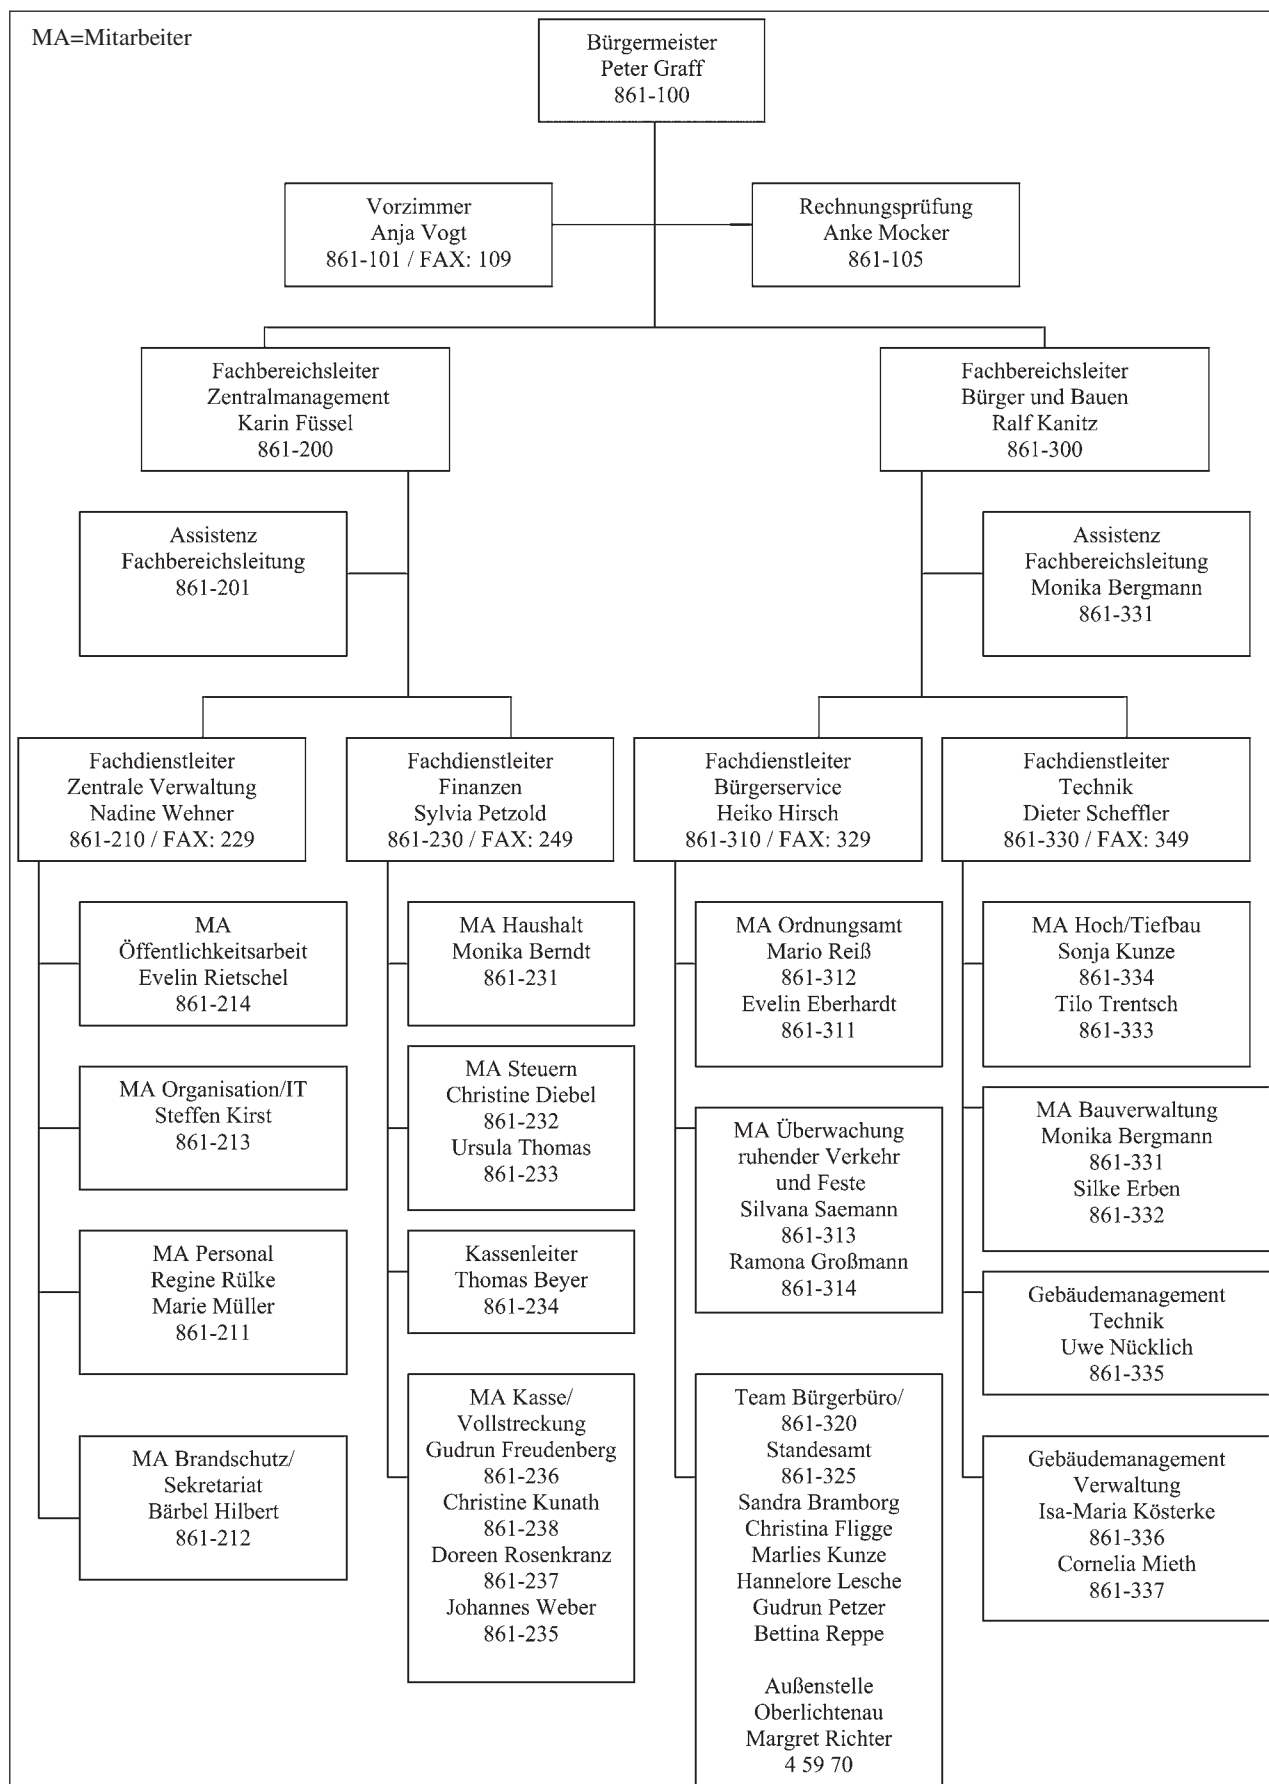 MA=Mitarbeiter
Bürgermeister
Peter Graff
861-100
Vorzimmer
Anja Vogt
861-101 / FAX: 109
Rechnungsprüfung
Anke Mocker
861-105
Fachbereichsleiter
Zentralmanagement
Karin Füssel
861-200
Fachbereichsleiter
Bürger und Bauen
Ralf Kanitz
861-300
Assistenz
Fachbereichsleitung
861-201
Assistenz
Fachbereichsleitung
Monika Bergmann
861-331
Fachdienstleiter
Zentrale Verwaltung
Nadine Wehner
861-210 / FAX: 229
Fachdienstleiter
Finanzen
Sylvia Petzold
861-230 / FAX: 249
Fachdienstleiter
Bürgerservice
Heiko Hirsch
861-310 / FAX: 329
Fachdienstleiter
Technik
Dieter Scheffler
861-330 / FAX: 349
MA
Öffentlichkeitsarbeit
Evelin Rietschel
861-214
MA Organisation/IT
Steffen Kirst
861-213
MA Personal
Regine Rülke
Marie Müller
861-211
MA Brandschutz/
Sekretariat
Bärbel Hilbert
861-212
MA Haushalt
Monika Berndt
861-231
MA Steuern
Christine Diebel
861-232
Ursula Thomas
861-233
Kassenleiter
Thomas Beyer
861-234
MA Kasse/
Vollstreckung
Gudrun Freudenberg
861-236
Christine Kunath
861-238
Doreen Rosenkranz
861-237
Johannes Weber
861-235
MA Ordnungsamt
Mario Reiß
861-312
Evelin Eberhardt
861-311
MA Überwachung
ruhender Verkehr
und Feste
Silvana Saemann
861-313
Ramona Großmann
861-314
Team Bürgerbüro/
861-320
Standesamt
861-325
Sandra Bramborg
Christina Fligge
Marlies Kunze
Hannelore Lesche
Gudrun Petzer
Bettina Reppe
Außenstelle
Oberlichtenau
Margret Richter
4 59 70
MA Hoch/Tiefbau
Sonja Kunze
861-334
Tilo Trentsch
861-333
MA Bauverwaltung
Monika Bergmann
861-331
Silke Erben
861-332
Gebäudemanagement
Technik
Uwe Nücklich
861-335
Gebäudemanagement
Verwaltung
Isa-Maria Kösterke
861-336
Cornelia Mieth
861-337